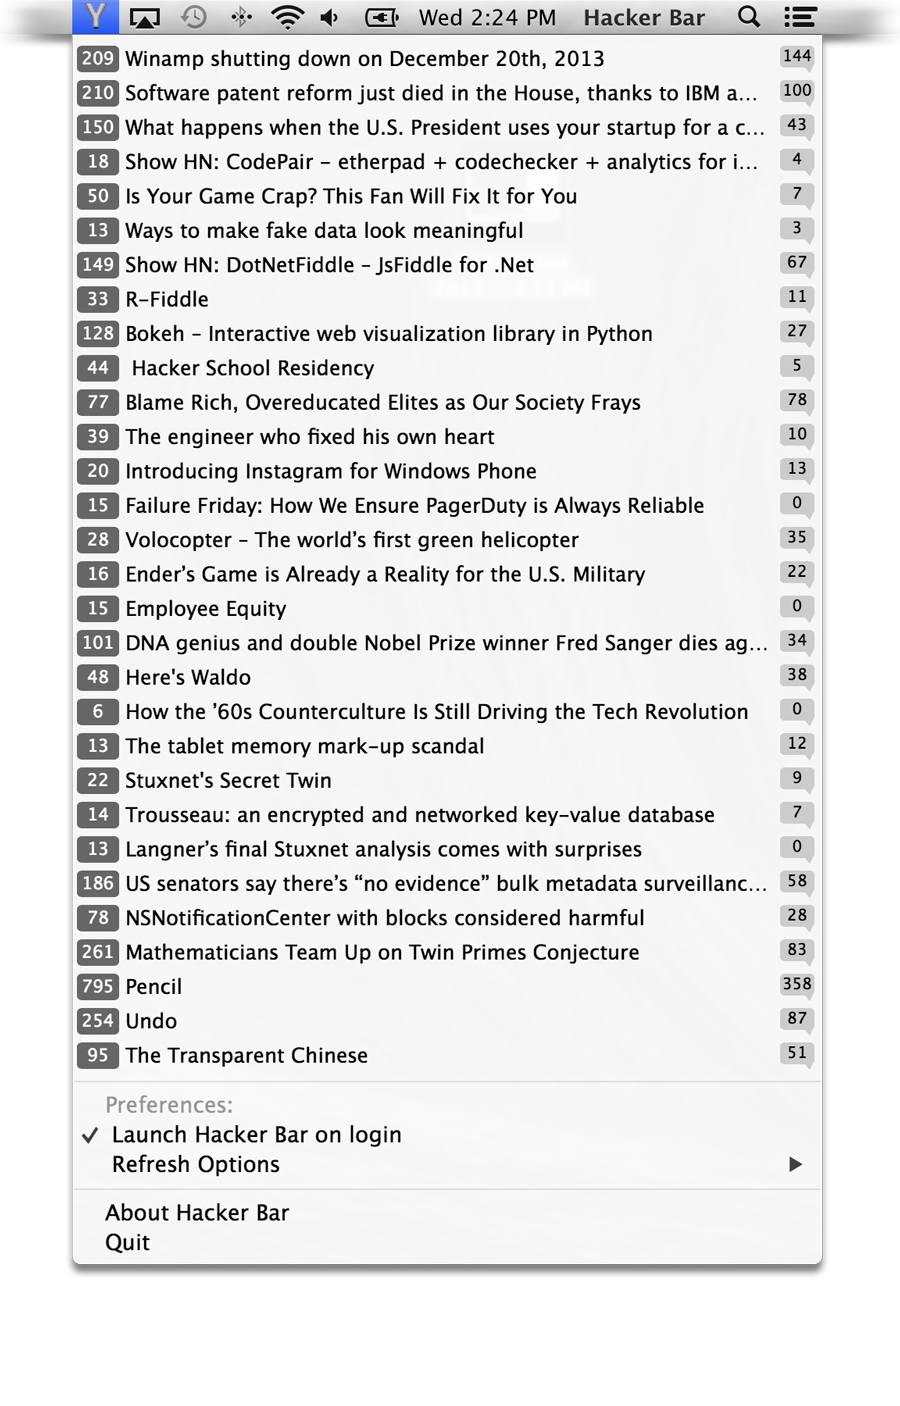 Y Wed 2:24 PM Hacker Bar
209 Winamp shutting down on December 20th, 2013 144
210 Software patent reform just died in the House, thanks to IBM a... 100
150 What happens when the U.S. President uses your startup for a c... 43
18 Show HN: CodePair – etherpad + codechecker + analytics for i... 4
50 Is Your Game Crap? This Fan Will Fix It for You 7
13 Ways to make fake data look meaningful 3
149 Show HN: DotNetFiddle – JsFiddle for .Net 67
33 R-Fiddle 11
128 Bokeh – Interactive web visualization library in Python 27
44 Hacker School Residency 5
77 Blame Rich, Overeducated Elites as Our Society Frays 78
39 The engineer who fixed his own heart 10
20 Introducing Instagram for Windows Phone 13
15 Failure Friday: How We Ensure PagerDuty is Always Reliable 0
28 Volocopter – The world’s first green helicopter 35
16 Ender’s Game is Already a Reality for the U.S. Military 22
15 Employee Equity 0
101 DNA genius and double Nobel Prize winner Fred Sanger dies ag... 34
48 Here's Waldo 38
6 How the ’60s Counterculture Is Still Driving the Tech Revolution 0
13 The tablet memory mark-up scandal 12
22 Stuxnet's Secret Twin 9
14 Trousseau: an encrypted and networked key-value database 7
13 Langner’s final Stuxnet analysis comes with surprises 0
186 US senators say there’s “no evidence” bulk metadata surveillanc... 58
78 NSNotificationCenter with blocks considered harmful 28
261 Mathematicians Team Up on Twin Primes Conjecture 83
795 Pencil 358
254 Undo 87
95 The Transparent Chinese 51
Preferences:
Launch Hacker Bar on login
Refresh Options
About Hacker Bar
Quit